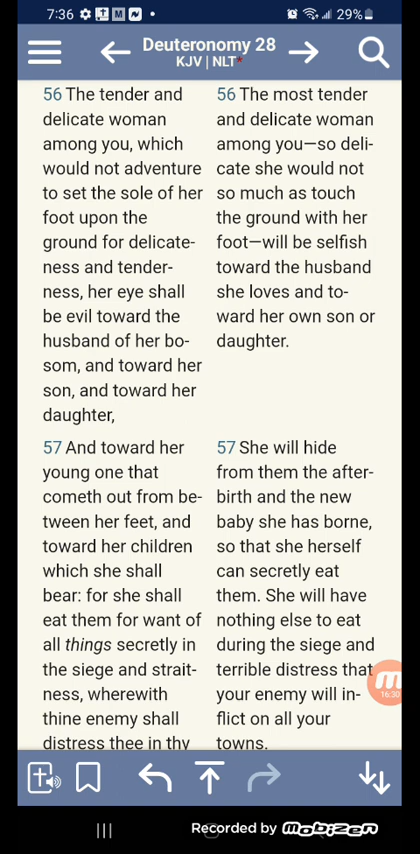 7:36 29%
Deuteronomy 28
KJV | NLT*
56 The tender and
delicate woman
among you, which
would not adventure
to set the sole of her
foot upon the
ground for delicate-
ness and tender-
ness, her eye shall
be evil toward the
husband of her bo-
som, and toward her
son, and toward her
daughter,
57 And toward her
young one that
cometh out from be-
tween her feet, and
toward her children
which she shall
bear: for she shall
eat them for want of
all things secretly in
the siege and strait-
ness, wherewith
thine enemy shall
distress thee in thy
56 The most tender
and delicate woman
among you—so deli-
cate she would not
so much as touch
the ground with her
foot—will be selfish
toward the husband
she loves and to-
ward her own son or
daughter.
57 She will hide
from them the after-
birth and the new
baby she has borne,
so that she herself
can secretly eat
them. She will have
nothing else to eat
during the siege and
terrible distress that
your enemy will in-
flict on all your
towns.
16:30
Recorded by Mobizen